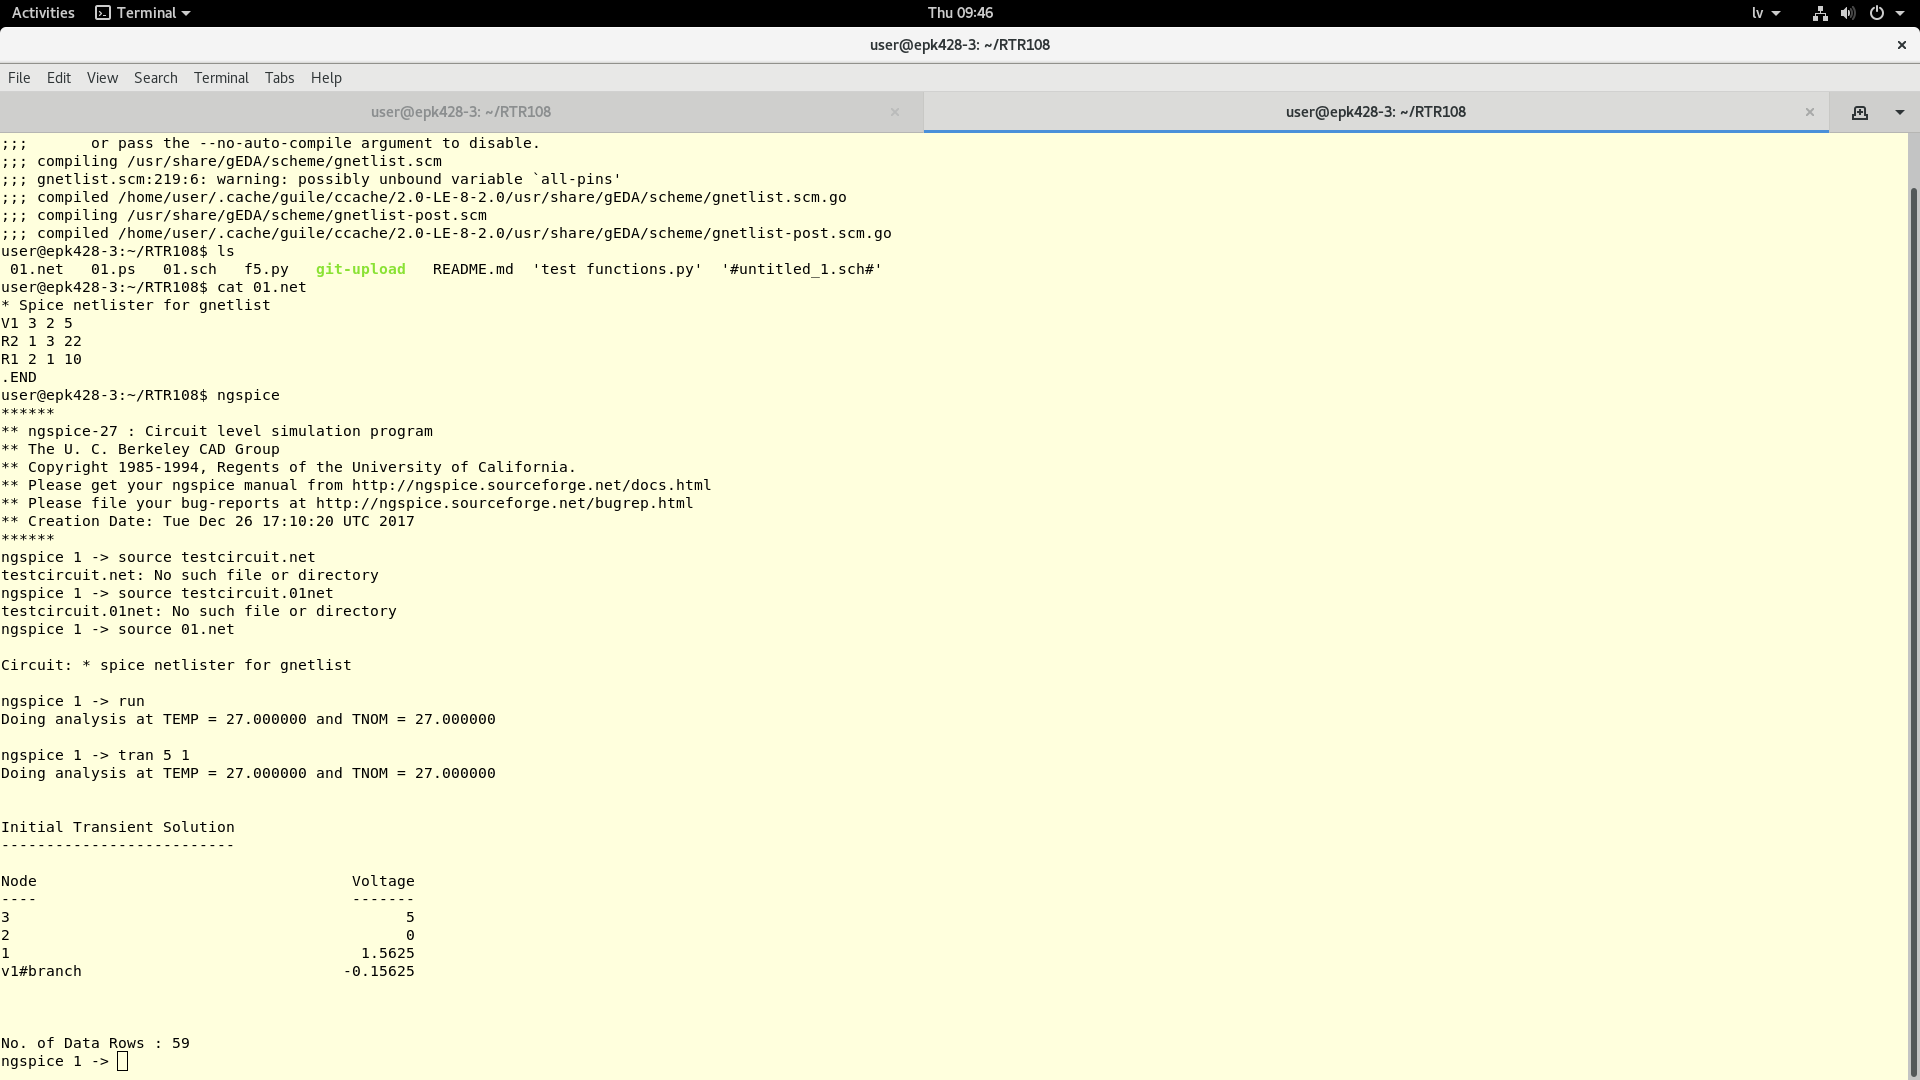 Activities Terminal Thu 09:46 lv
user@epk428-3: ~/RTR108
File Edit View Search Terminal Tabs Help
user@epk428-3: ~/RTR108 user@epk428-3: ~/RTR108
;;;       or pass the --no-auto-compile argument to disable.
;;; compiling /usr/share/gEDA/scheme/gnetlist.scm
;;; gnetlist.scm:219:6: warning: possibly unbound variable `all-pins'
;;; compiled /home/user/.cache/guile/ccache/2.0-LE-8-2.0/usr/share/gEDA/scheme/gnetlist.scm.go
;;; compiling /usr/share/gEDA/scheme/gnetlist-post.scm
;;; compiled /home/user/.cache/guile/ccache/2.0-LE-8-2.0/usr/share/gEDA/scheme/gnetlist-post.scm.go
user@epk428-3:~/RTR108$ ls
 01.net   01.ps   01.sch   f5.py   git-upload   README.md  'test functions.py'  '#untitled_1.sch#'
user@epk428-3:~/RTR108$ cat 01.net
* Spice netlister for gnetlist
V1 3 2 5
R2 1 3 22
R1 2 1 10
.END
user@epk428-3:~/RTR108$ ngspice
******
** ngspice-27 : Circuit level simulation program
** The U. C. Berkeley CAD Group
** Copyright 1985-1994, Regents of the University of California.
** Please get your ngspice manual from http://ngspice.sourceforge.net/docs.html
** Please file your bug-reports at http://ngspice.sourceforge.net/bugrep.html
** Creation Date: Tue Dec 26 17:10:20 UTC 2017
******
ngspice 1 -> source testcircuit.net
testcircuit.net: No such file or directory
ngspice 1 -> source testcircuit.01net
testcircuit.01net: No such file or directory
ngspice 1 -> source 01.net
Circuit: * spice netlister for gnetlist
ngspice 1 -> run
Doing analysis at TEMP = 27.000000 and TNOM = 27.000000
ngspice 1 -> tran 5 1
Doing analysis at TEMP = 27.000000 and TNOM = 27.000000
Initial Transient Solution
--------------------------
Node                                   Voltage
----                                   -------
3                                            5
2                                            0
1                                       1.5625
v1#branch                             -0.15625
No. of Data Rows : 59
ngspice 1 ->